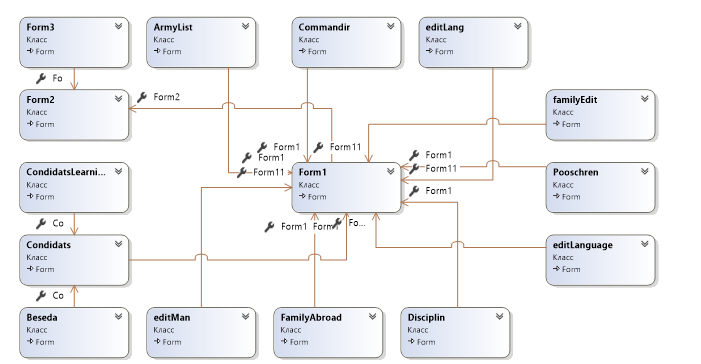 Form3
Класс
Form
ArmyList
Класс
Form
Commandir
Класс
Form
editLang
Класс
Form
Fo
Form2
Класс
Form
Form2
familyEdit
Класс
Form
Form1
Form11
Form1
Form11
Form1
Form11
CondidatsLearni...
Класс
Form
Form1
Класс
Form
Pooschren
Класс
Form
Form1
Co
Form1
Form1
Fo...
Condidats
Класс
Form
editLanguage
Класс
Form
Co
Beseda
Класс
Form
editMan
Класс
Form
FamilyAbroad
Класс
Form
Disciplin
Класс
Form